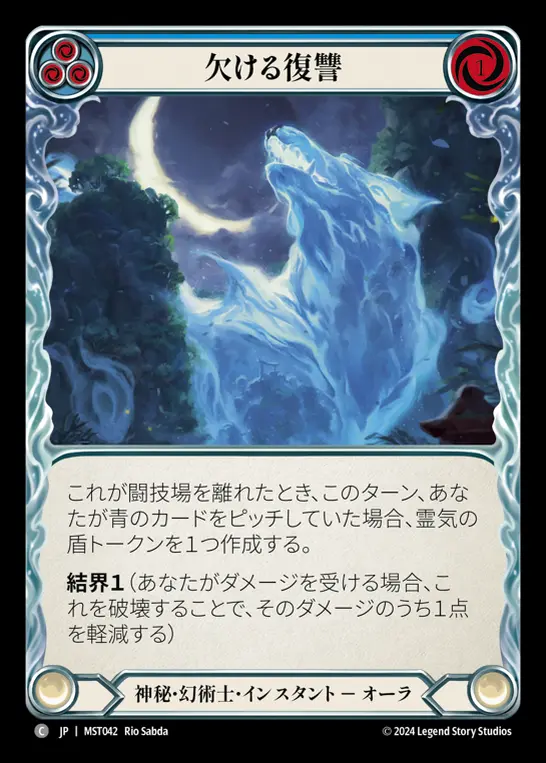 欠ける復讐
1
これが闘技場を離れたとき、このターン、あな
たが青のカードをピッチしていた場合、霊気の
盾トークンを1つ作成する。
結界1（あなたがダメージを受ける場合、こ
れを破壊することで、そのダメージのうち1点
を軽減する）
神秘・幻術士・インスタント － オーラ
C JP | MST042 Rio Sabda
© 2024 Legend Story Studios